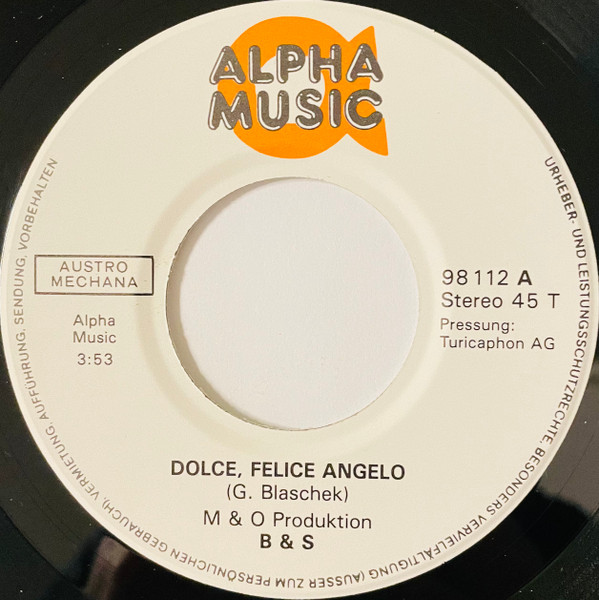 ALPHA
MUSIC
AUSTRO
MECHANA
Alpha
Music
3:53
98 112 A
Stereo 45 T
Pressung:
Turicaphon AG
DOLCE, FELICE ANGELO
(G. Blaschek)
M & O Produktion
B & S
URHEBER- UND LEISTUNGSSCHUTZRECHTE, BESONDERS VERVIELFÄLTIGUNG (AUSSER ZUM PERSÖNLICHEN GEBRAUCH), VERMIETUNG, AUFFÜHRUNG, SENDUNG, VORBEHALTEN